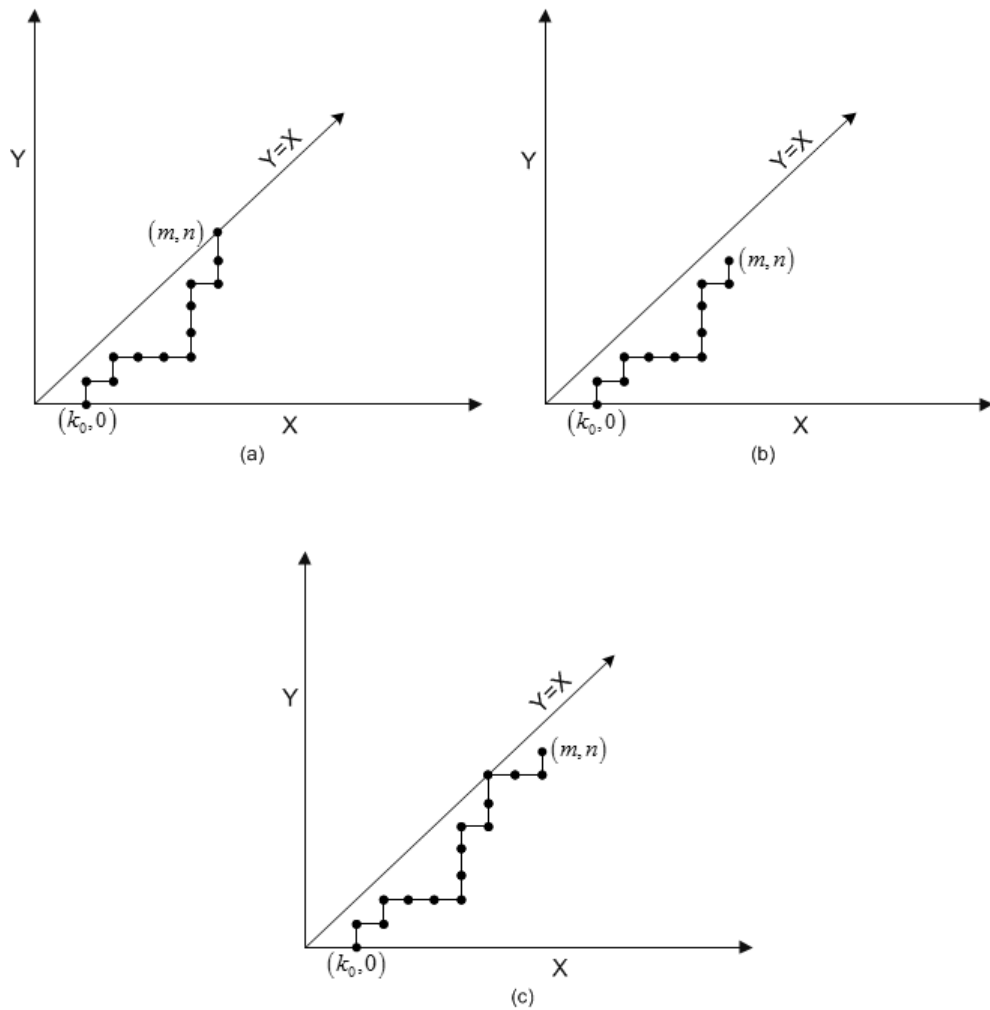 Y
Y=X
(m,n)
(k₀,0)
X
(a)
Y
Y=X
(m,n)
(k₀,0)
X
(b)
Y
Y=X
(m,n)
(k₀,0)
X
(c)